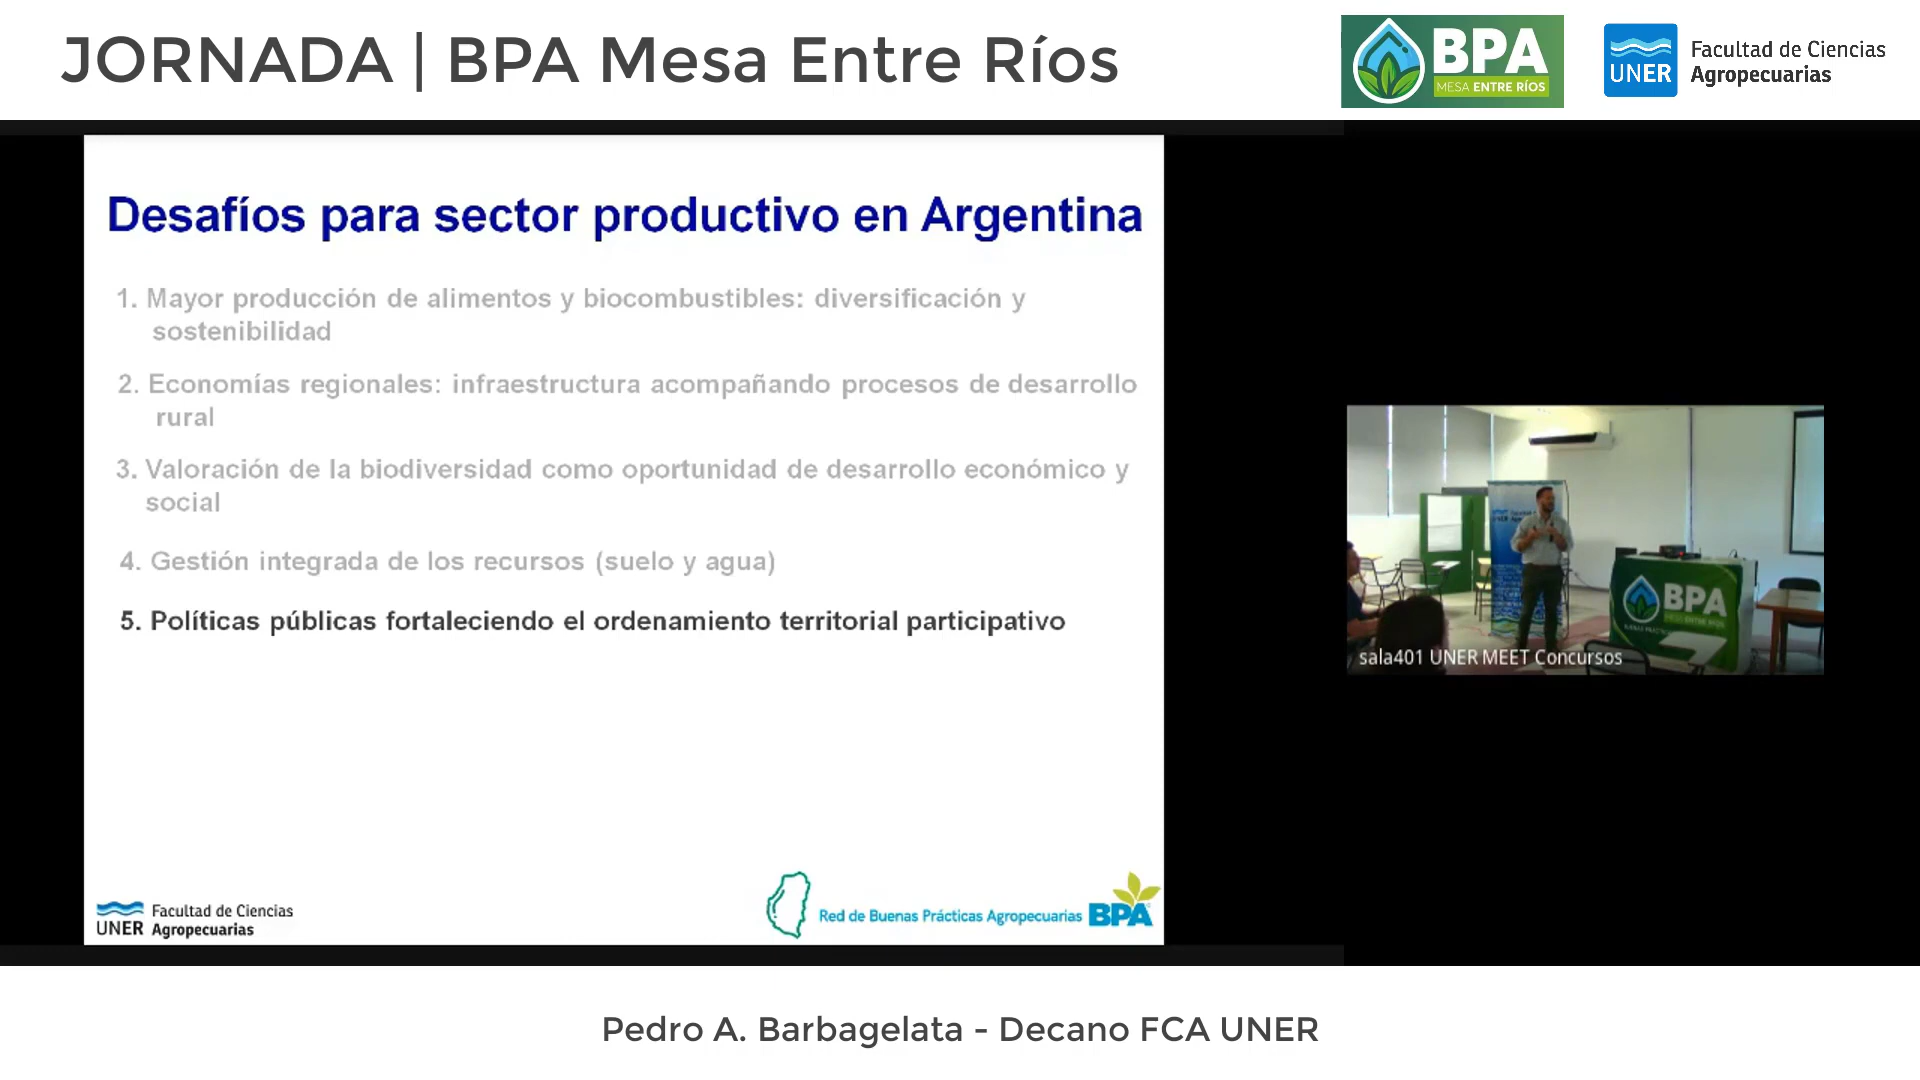 JORNADA | BPA Mesa Entre Ríos
BPA
MESA ENTRE RÍOS
UNER
Facultad de Ciencias
Agropecuarias
Desafíos para sector productivo en Argentina
1. Mayor producción de alimentos y biocombustibles: diversificación y
sostenibilidad
2. Economías regionales: infraestructura acompañando procesos de desarrollo
rural
3. Valoración de la biodiversidad como oportunidad de desarrollo económico y
social
4. Gestión integrada de los recursos (suelo y agua)
5. Políticas públicas fortaleciendo el ordenamiento territorial participativo
UNER
Facultad de Ciencias
Agropecuarias
Red de Buenas Prácticas Agropecuarias BPA
BPA
sala401 UNER MEET Concursos
Pedro A. Barbagelata - Decano FCA UNER